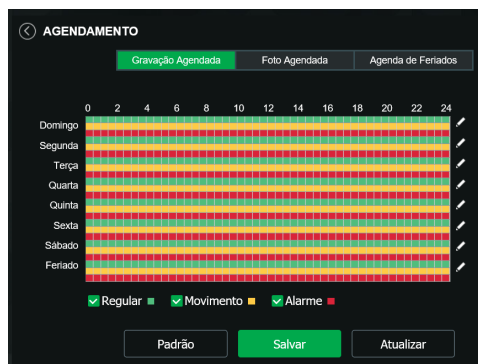 AGENDAMENTO
Gravação Agendada Foto Agendada Agenda de Feriados
0 2 4 6 8 10 12 14 16 18 20 22 24
Domingo
Segunda
Terça
Quarta
Quinta
Sexta
Sábado
Feriado
Regular Movimento Alarme
Padrão Salvar Atualizar